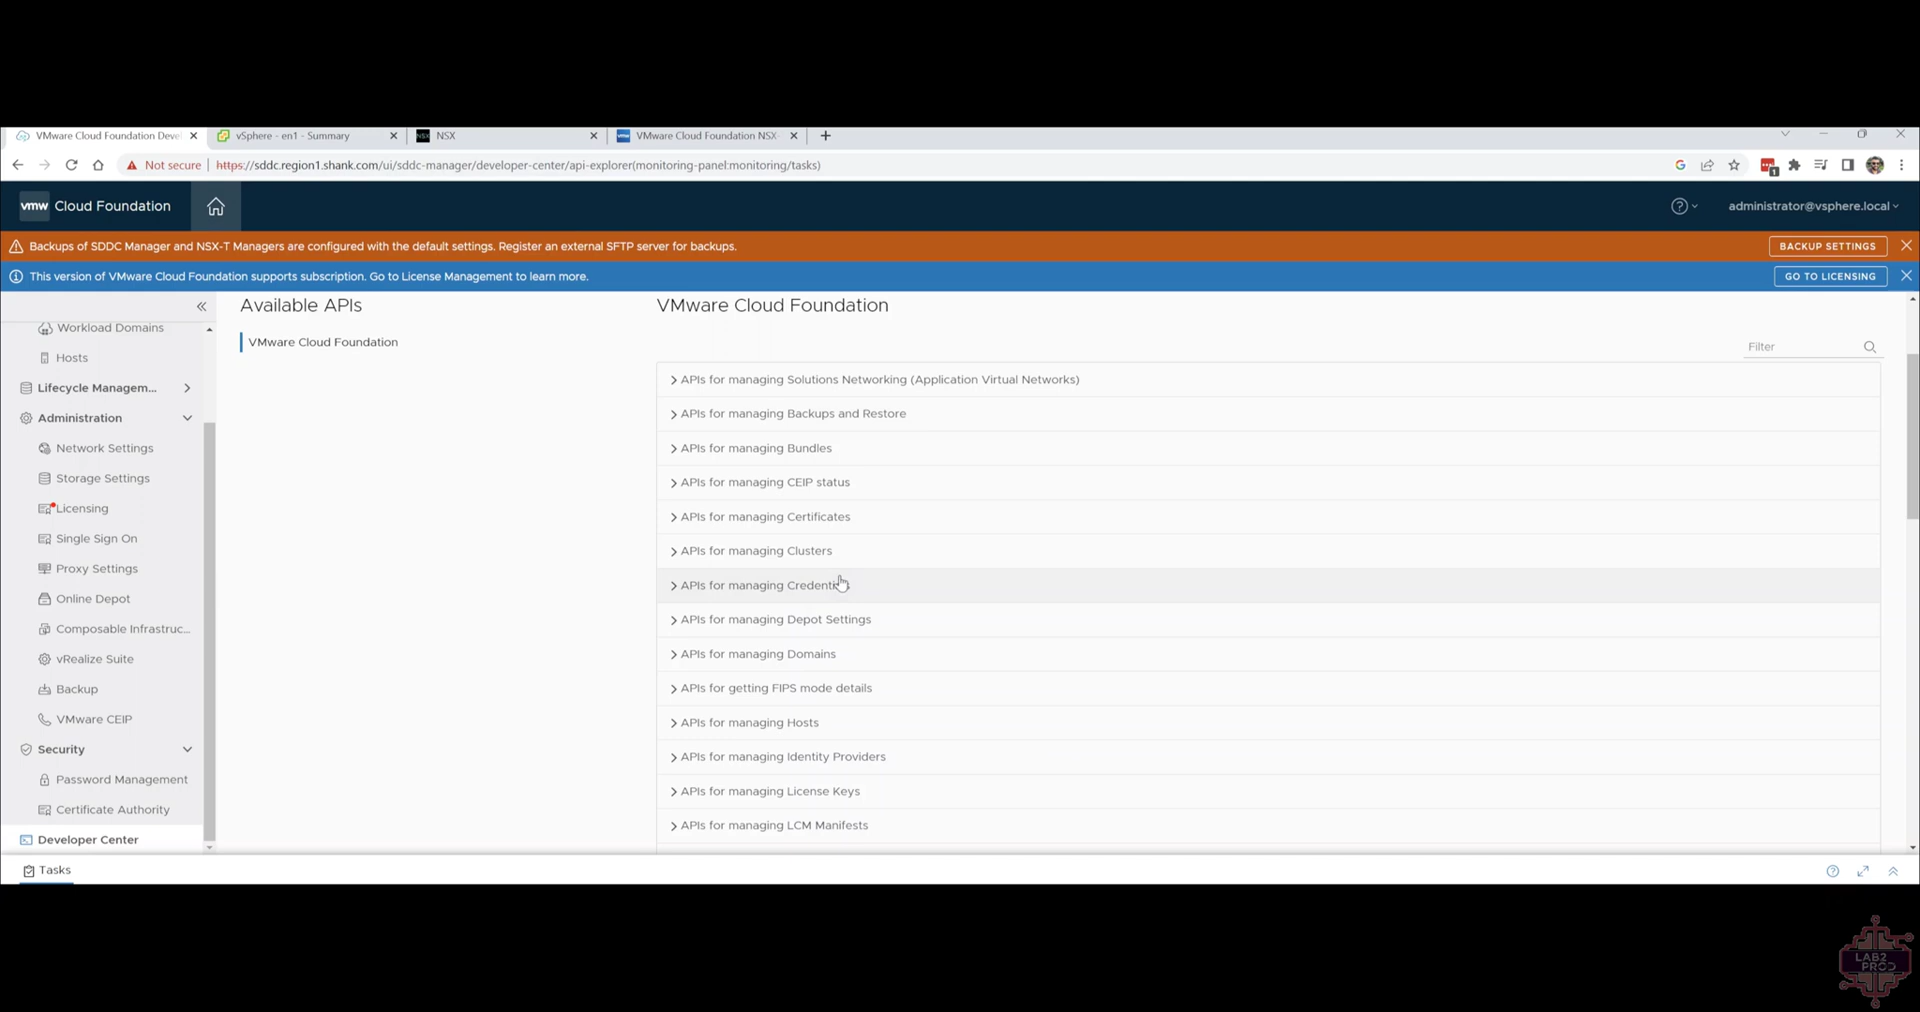 VMware Cloud Foundation Deve
vSphere - en1 - Summary
NSX
NSX
vmw
VMware Cloud Foundation NSX
Not secure
https://sddc.region1.shank.com/ui/sddc-manager/developer-center/api-explorer(monitoring-panel:monitoring/tasks)
1
vmw
Cloud Foundation
administrator@vsphere.local
Backups of SDDC Manager and NSX-T Managers are configured with the default settings. Register an external SFTP server for backups.
BACKUP SETTINGS
This version of VMware Cloud Foundation supports subscription. Go to License Management to learn more.
GO TO LICENSING
Workload Domains
Hosts
Lifecycle Managem...
Administration
Network Settings
Storage Settings
Licensing
Single Sign On
Proxy Settings
Online Depot
Composable Infrastruc...
vRealize Suite
Backup
VMware CEIP
Security
Password Management
Certificate Authority
Developer Center
Available APIs
VMware Cloud Foundation
VMware Cloud Foundation
Filter
APIs for managing Solutions Networking (Application Virtual Networks)
APIs for managing Backups and Restore
APIs for managing Bundles
APIs for managing CEIP status
APIs for managing Certificates
APIs for managing Clusters
APIs for managing Credentials
APIs for managing Depot Settings
APIs for managing Domains
APIs for getting FIPS mode details
APIs for managing Hosts
APIs for managing Identity Providers
APIs for managing License Keys
APIs for managing LCM Manifests
Tasks
LAB2
PROD